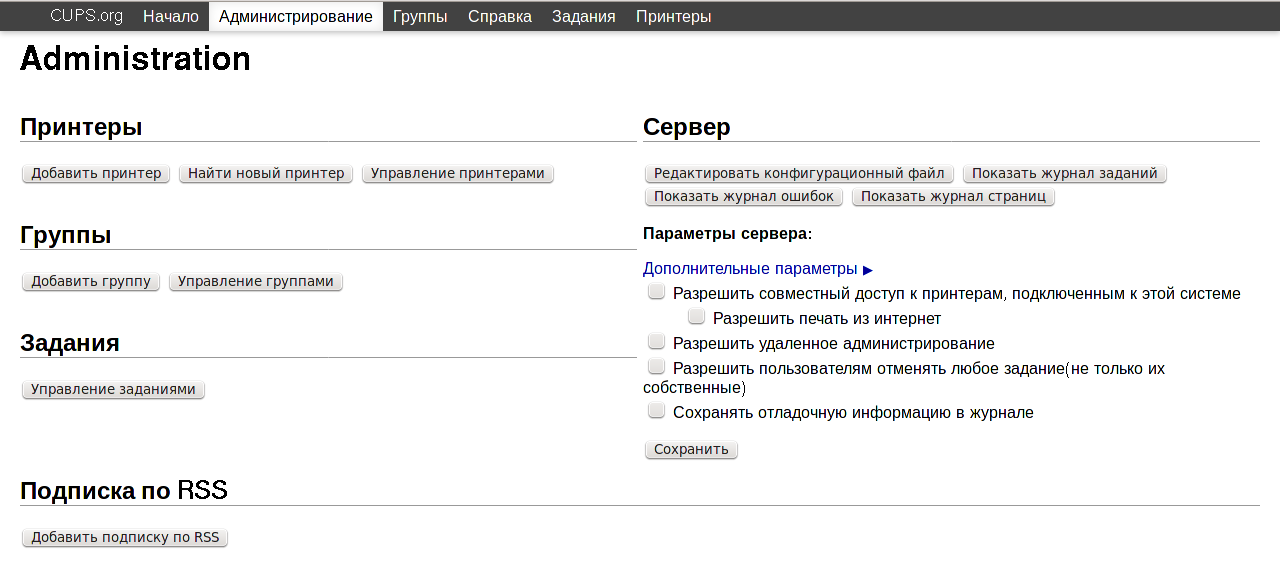 CUPS.org Начало Администрирование Группы Справка Задания Принтеры
Administration
Принтеры
Добавить принтер Найти новый принтер Управление принтерами
Группы
Добавить группу Управление группами
Задания
Управление заданиями
Сервер
Редактировать конфигурационный файл Показать журнал заданий
Показать журнал ошибок Показать журнал страниц
Параметры сервера:
Дополнительные параметры ▶
Разрешить совместный доступ к принтерам, подключенным к этой системе
Разрешить печать из интернет
Разрешить удаленное администрирование
Разрешить пользователям отменять любое задание(не только их
собственные)
Сохранять отладочную информацию в журнале
Сохранить
Подписка по RSS
Добавить подписку по RSS